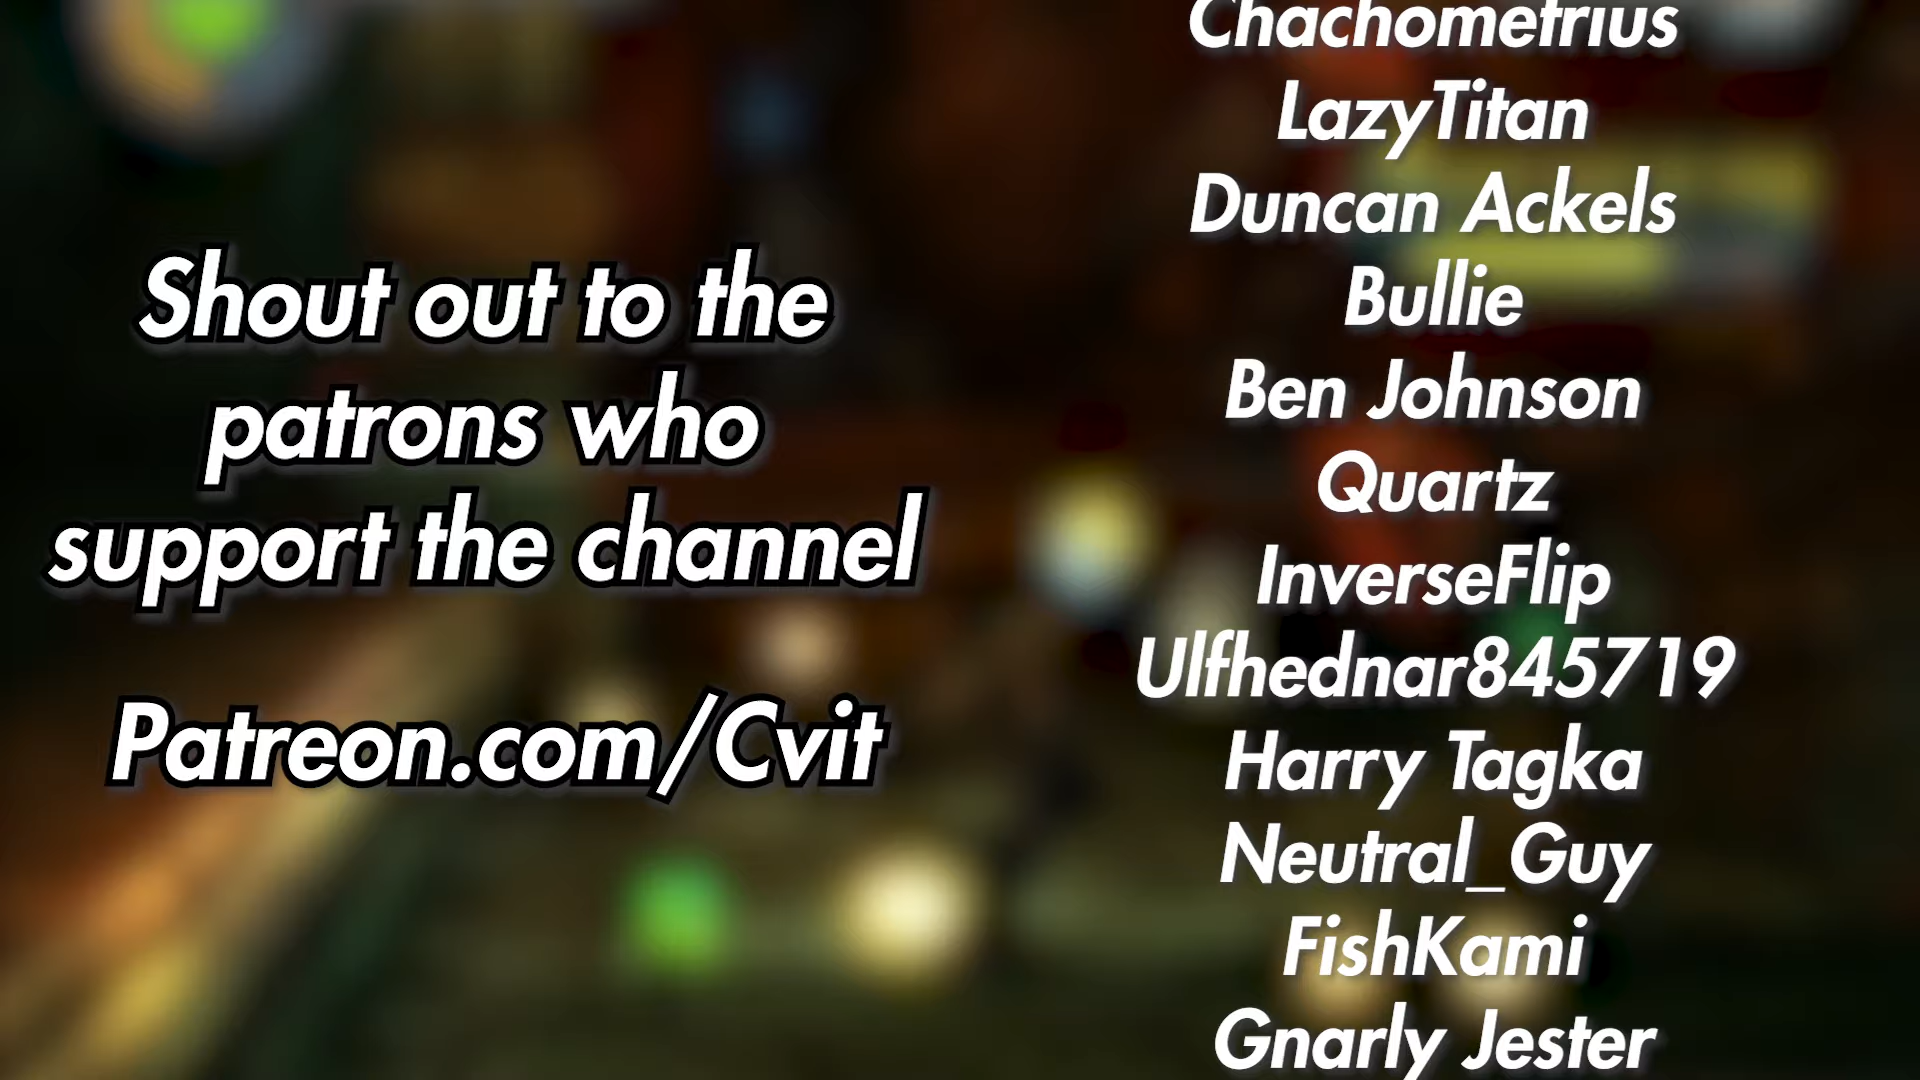 Shout out to the
patrons who
support the channel
Patreon.com/Cvit
Chachometrius
LazyTitan
Duncan Ackels
Bullie
Ben Johnson
Quartz
InverseFlip
Ulfhednar845719
Harry Tagka
Neutral_Guy
FishKami
Gnarly Jester